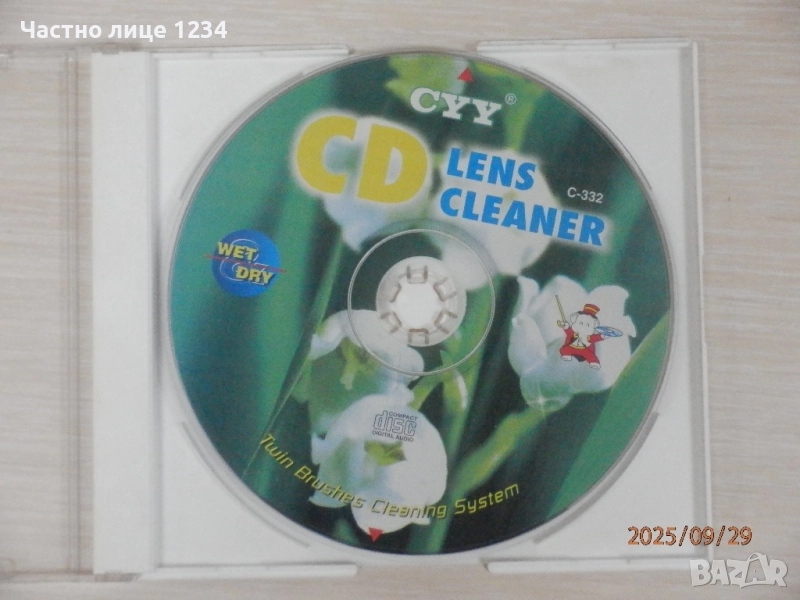 Частно лице 1234
CYY®
CD LENS
CLEANER
C-332
WET
DRY
COMPACT
disc
DIGITAL AUDIO
Twin Brushes Cleaning System
2025/09/29
BAZAR